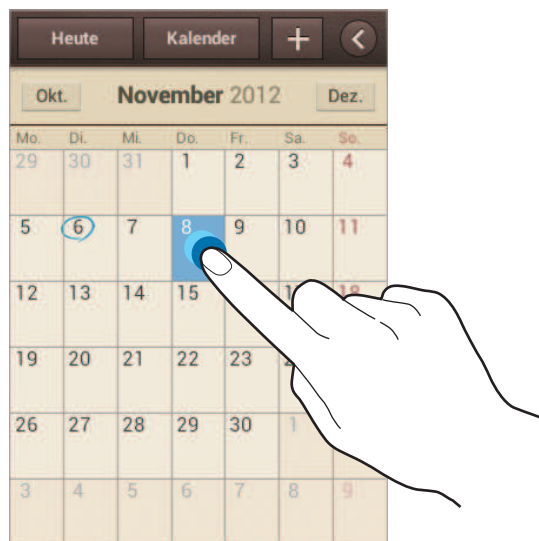 Heute Kalender +
Okt. November 2012 Dez.
Mo. Di. Mi. Do. Fr. Sa. So.
29 30 31 1 2 3 4
5 6 7 8 9 10 11
12 13 14 15 18
19 20 21 22 23
26 27 28 29 30 1
3 4 5 6 7 8 9